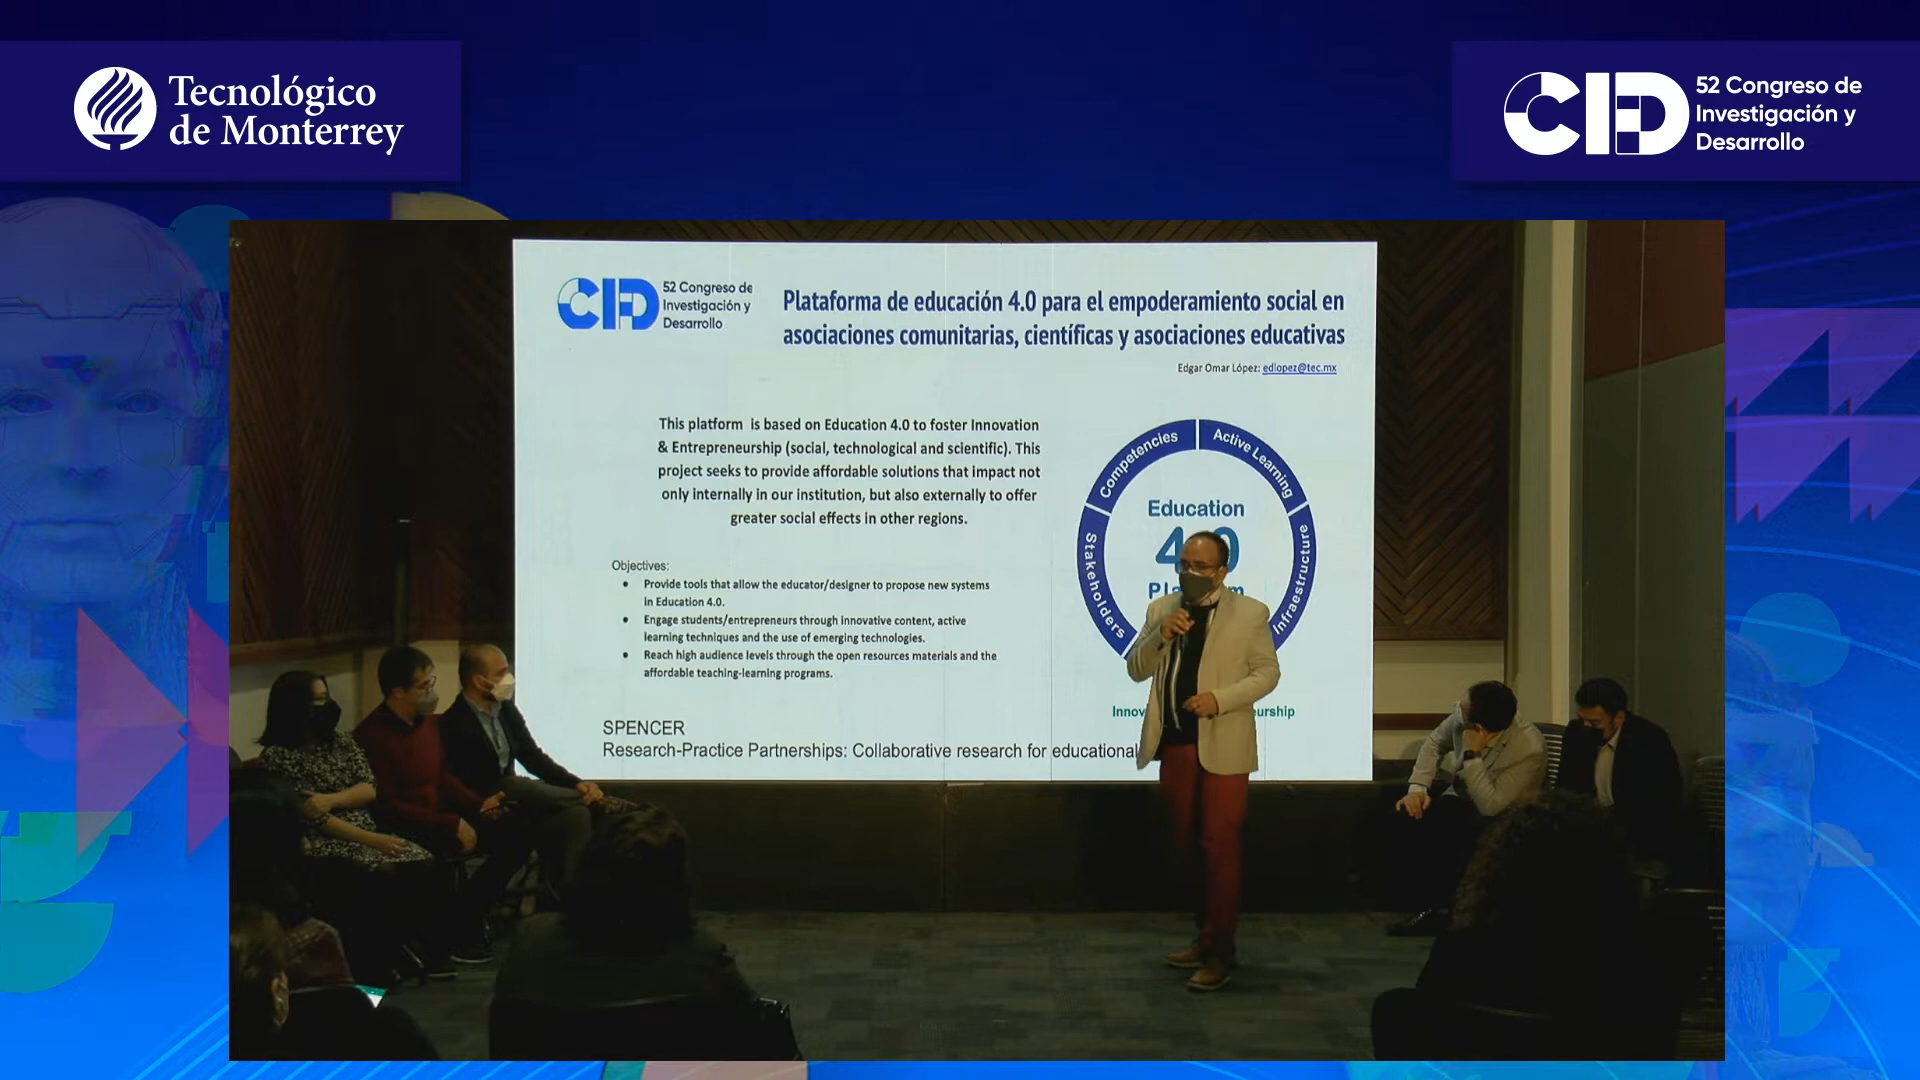 Tecnológico
de Monterrey
CID
52 Congreso de
Investigación y
Desarrollo
CID
52 Congreso de
Investigación y
Desarrollo
Plataforma de educación 4.0 para el empoderamiento social en
asociaciones comunitarias, científicas y asociaciones educativas
Edgar Omar López: edlopez@tec.mx
This platform is based on Education 4.0 to foster Innovation
& Entrepreneurship (social, technological and scientific). This
project seeks to provide affordable solutions that impact not
only internally in our institution, but also externally to offer
greater social effects in other regions.
Objectives:
• Provide tools that allow the educator/designer to propose new systems
in Education 4.0.
• Engage students/entrepreneurs through innovative content, active
learning techniques and the use of emerging technologies.
• Reach high audience levels through the open resources materials and the
affordable teaching-learning programs.
SPENCER
Research-Practice Partnerships: Collaborative research for educational
Competencies
Active Learning
Stakeholders
Infraestructure
Education
4.0